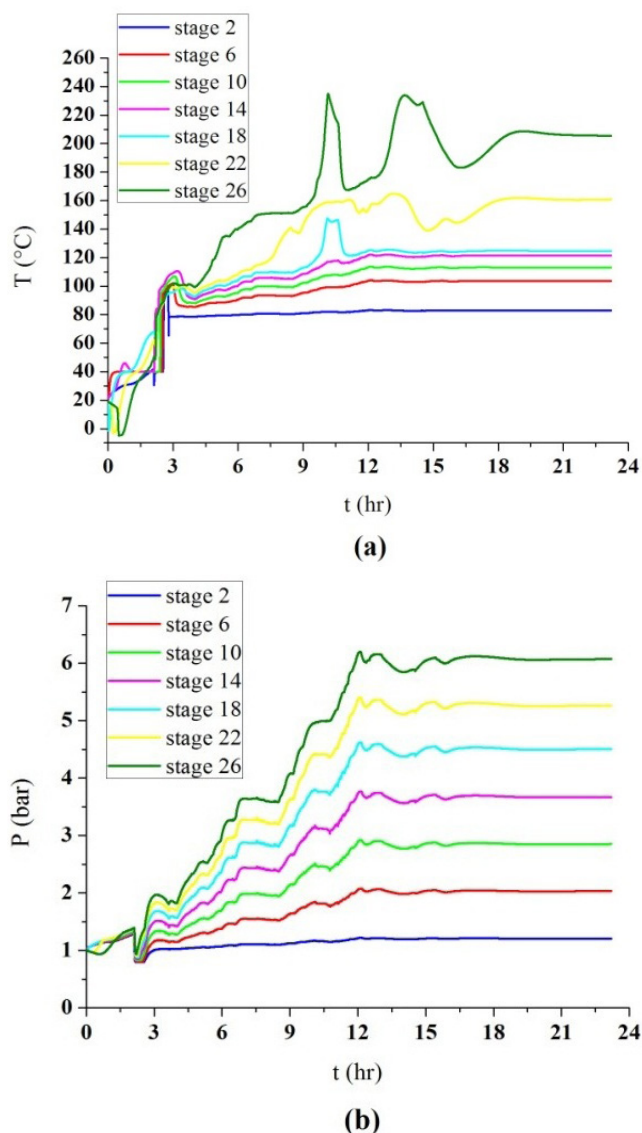 stage 2
stage 6
stage 10
stage 14
stage 18
stage 22
stage 26
260
240
220
200
180
160
140
120
100
80
60
40
20
0
T (°C)
0 3 6 9 12 15 18 21 24
t (hr)
(a)
stage 2
stage 6
stage 10
stage 14
stage 18
stage 22
stage 26
7
6
5
4
3
2
1
0
P (bar)
0 3 6 9 12 15 18 21 24
t (hr)
(b)